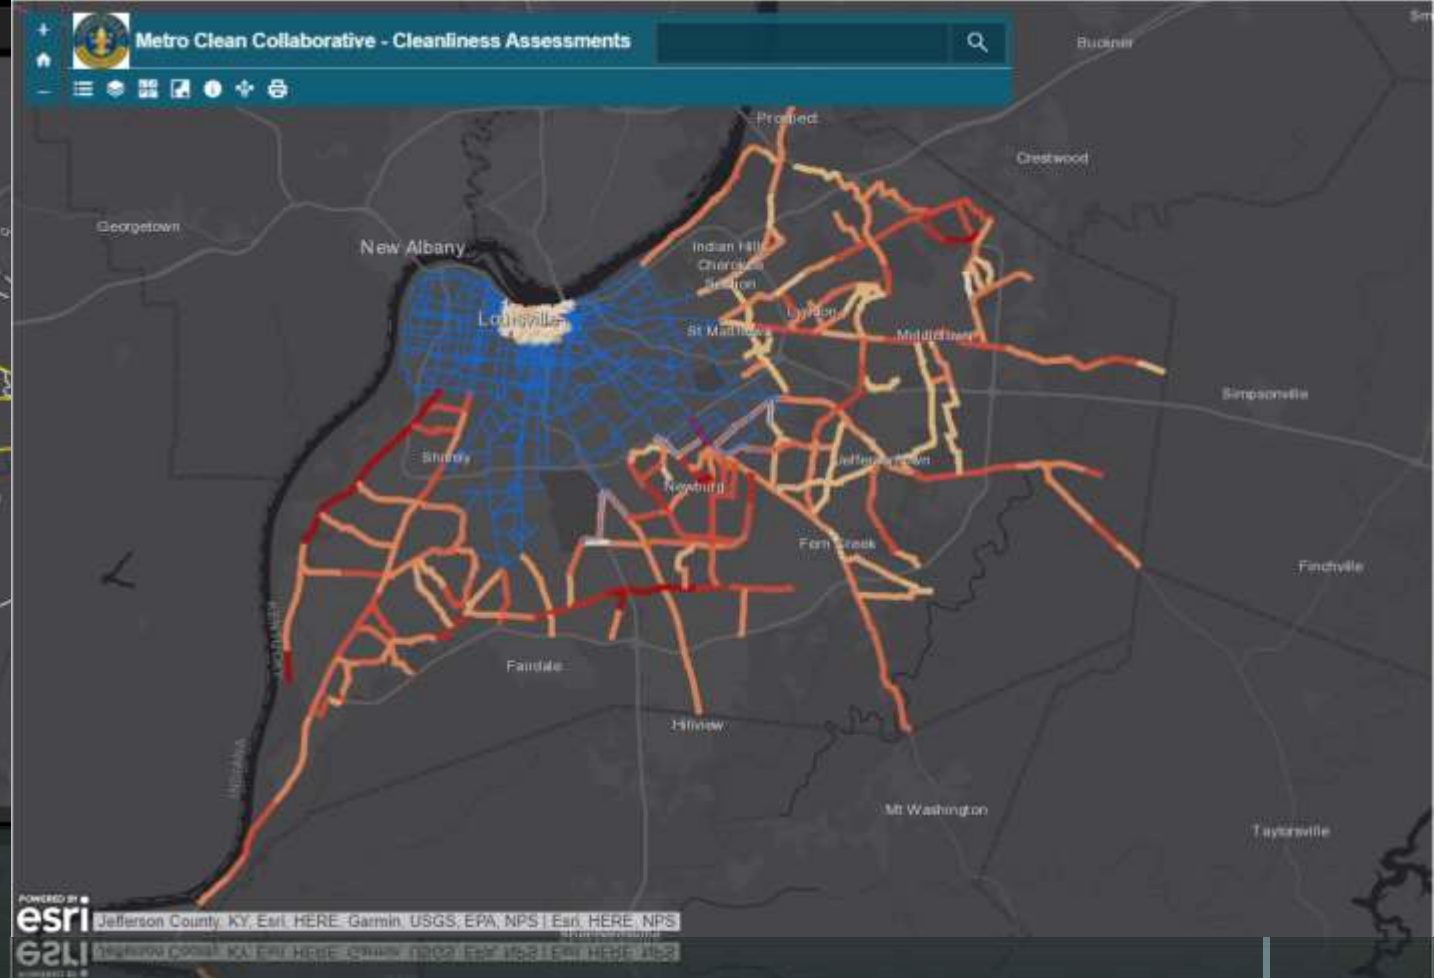 Metro Clean Collaborative - Cleanliness Assessments
Buckner
Prospect
Crestwood
Georgetown
New Albany
Indian Hills
Cherokee
Section
Louisville
St Matthews
Lyndon
Middletown
Simpsonville
Shively
Jeffersontown
Newburg
Fern Creek
Finchville
KENTUCKY
Fairdale
Hillview
INDIANA
Mt Washington
Taylorsville
POWERED BY
esri
Jefferson County, KY, Esri, HERE, Garmin, USGS, EPA, NPS | Esri, HERE, NPS